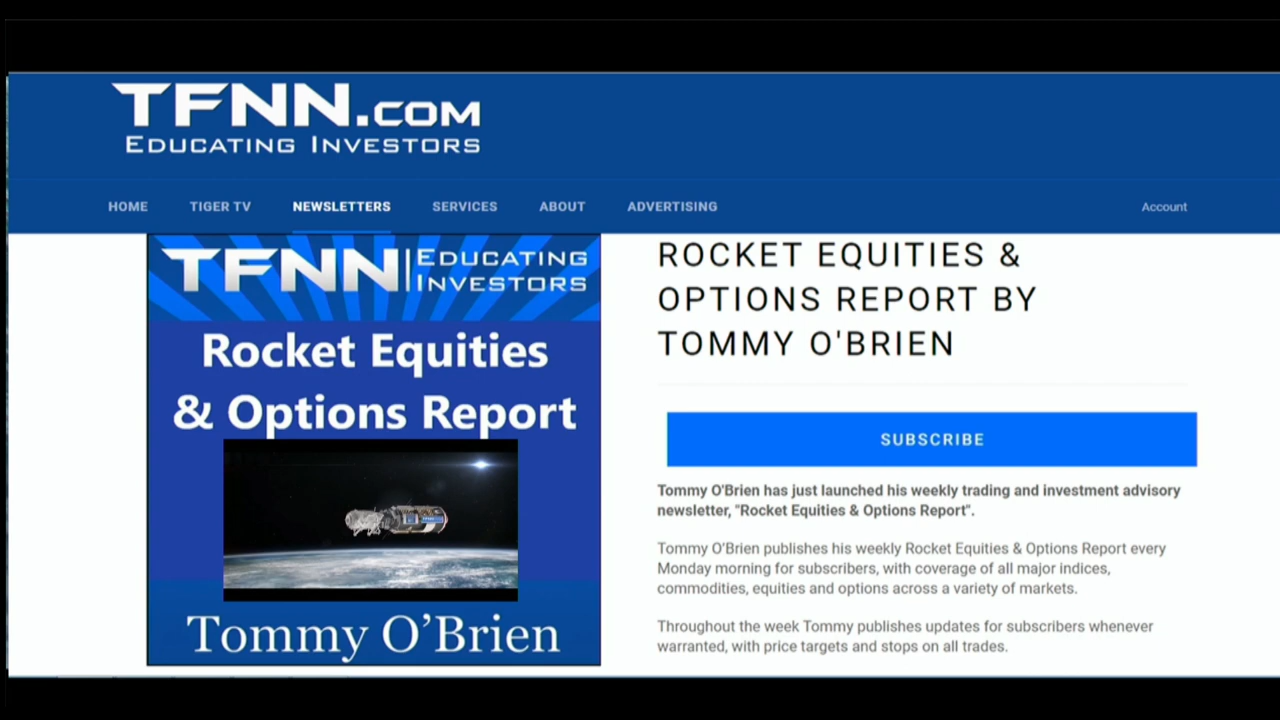 TFNN.COM
EDUCATING INVESTORS
HOME TIGER TV NEWSLETTERS SERVICES ABOUT ADVERTISING Account
TFNN EDUCATING
INVESTORS
Rocket Equities
& Options Report
Tommy O’Brien
ROCKET EQUITIES &
OPTIONS REPORT BY
TOMMY O'BRIEN
SUBSCRIBE
Tommy O'Brien has just launched his weekly trading and investment advisory
newsletter, "Rocket Equities & Options Report".
Tommy O’Brien publishes his weekly Rocket Equities & Options Report every
Monday morning for subscribers, with coverage of all major indices,
commodities, equities and options across a variety of markets.
Throughout the week Tommy publishes updates for subscribers whenever
warranted, with price targets and stops on all trades.